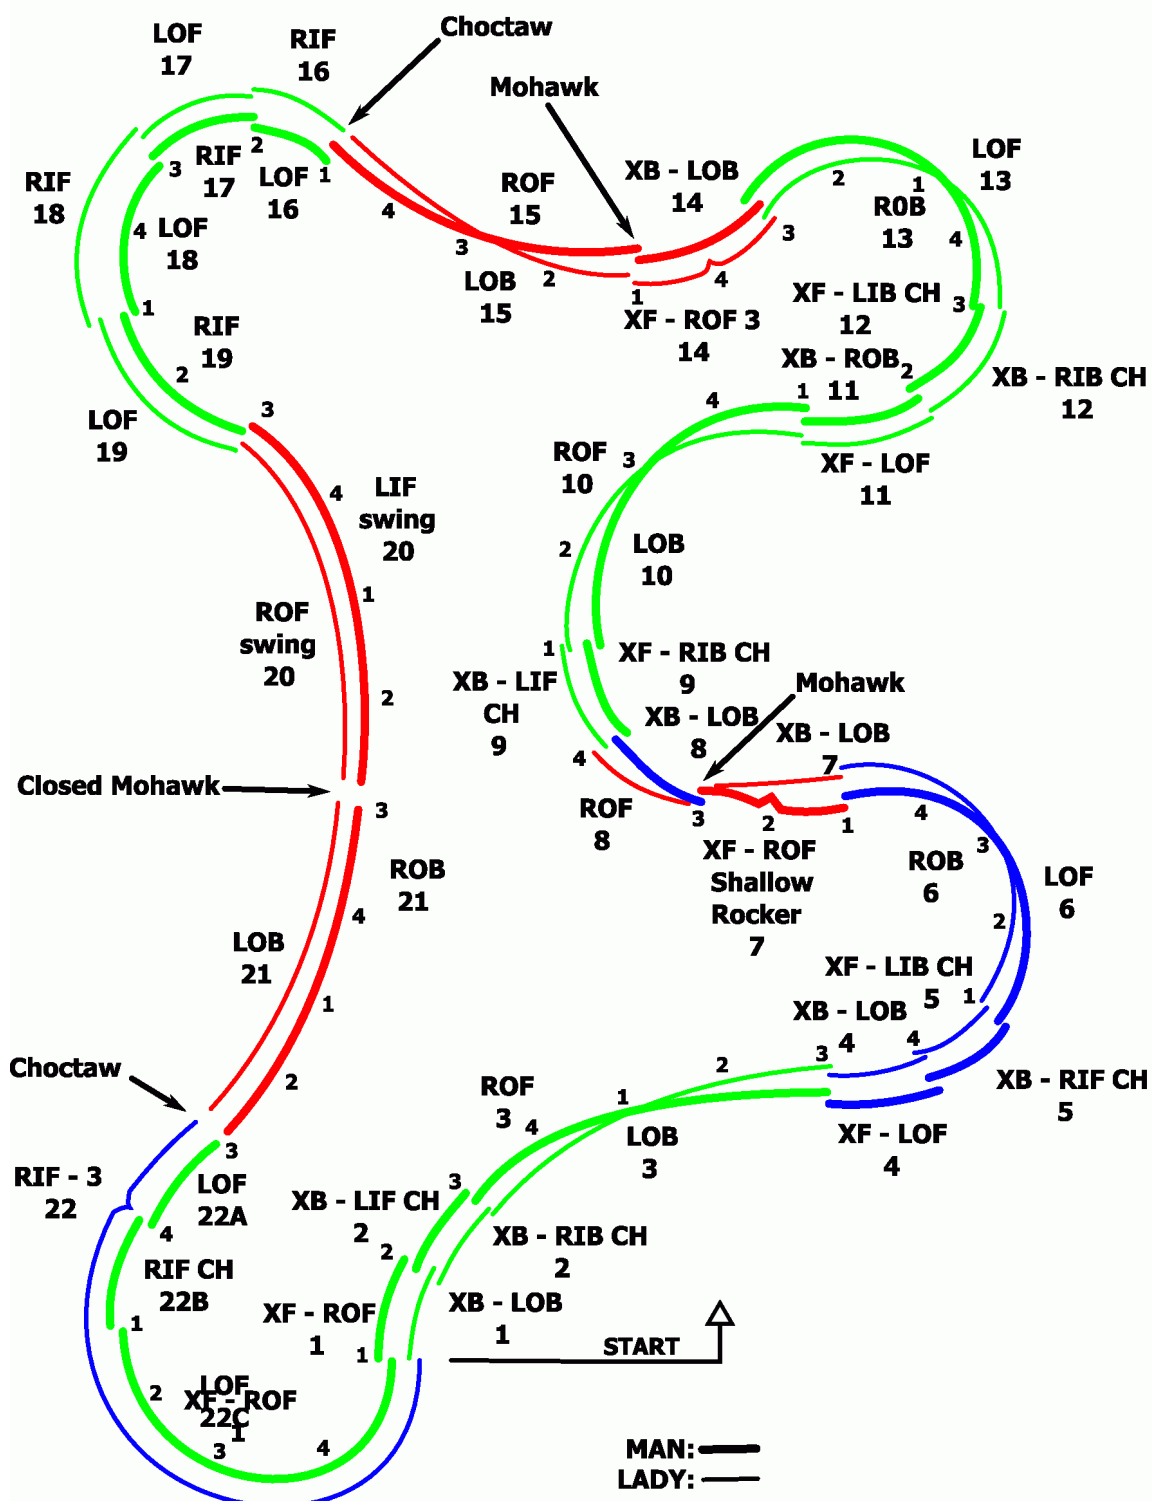 LOF
17
RIF
16
Choctaw
Mohawk
RIF
18
3
RIF
17
2
LOF
16
1
4
LOF
18
1
RIF
19
2
LOF
19
3
4
ROF
15
3
LOB
15
2
XB - LOB
14
1
4
3
XF - ROF 3
14
2
1
R0B
13
LOF
13
4
XF - LIB CH
12
3
XB - ROB
11
2
XB - RIB CH
12
4
1
XF - LOF
11
ROF
10
3
2
LOB
10
4
LIF
swing
20
1
ROF
swing
20
2
1
XB - LIF
CH
9
XF - RIB CH
9
Mohawk
XB - LOB
8
XB - LOB
7
4
ROF
8
3
2
1
4
XF - ROF
Shallow
Rocker
7
ROB
6
3
LOF
6
2
Closed Mohawk
3
ROB
21
4
LOB
21
1
2
XF - LIB CH
5
1
XB - LOB
4
4
3
XB - RIF CH
5
XF - LOF
4
Choctaw
ROF
3
4
1
2
LOB
3
3
RIF - 3
22
LOF
22A
4
RIF CH
22B
1
XB - LIF CH
2
3
2
XB - RIB CH
2
XF - ROF
1
1
XB - LOB
1
START
2
LOF
22C
XF - ROF
1
3
4
MAN:
LADY: